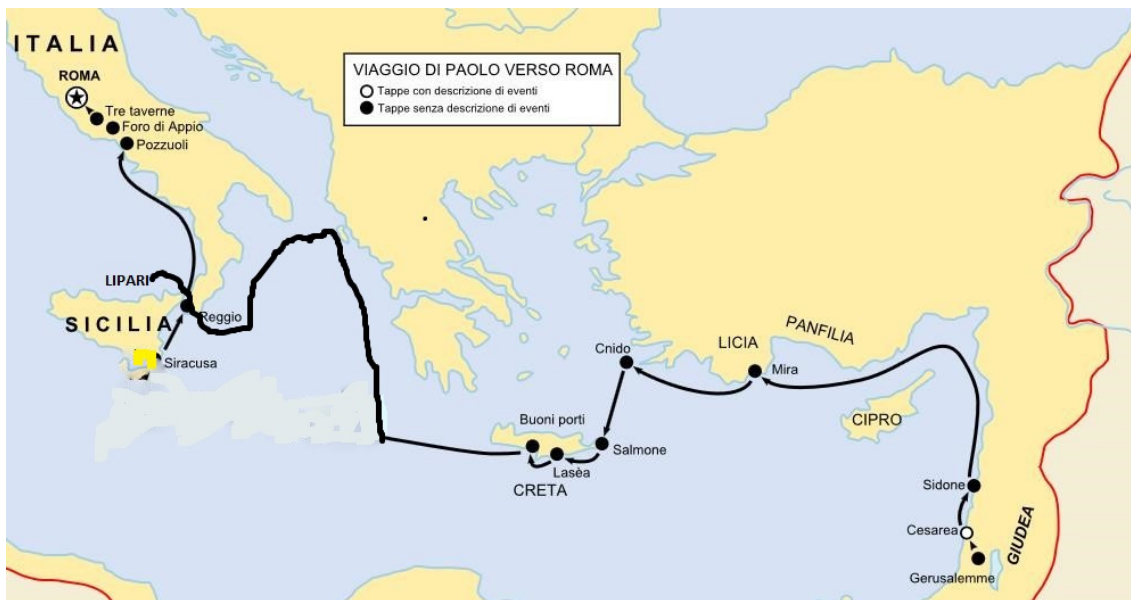 ITALIA
ROMA
Tre taverne
Foro di Appio
Pozzuoli
VIAGGIO DI PAOLO VERSO ROMA
Tappe con descrizione di eventi
Tappe senza descrizione di eventi
LIPARI
Reggio
SICILIA
Siracusa
Cnido
LICIA
PANFILIA
Mira
CIPRO
Buoni porti
Salmone
Lasèa
CRETA
Sidone
Cesarea
GIUDEA
Gerusalemme